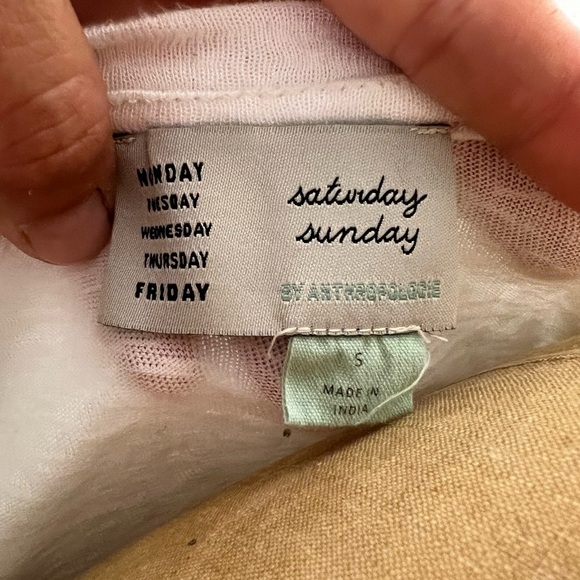 MONDAY
TUESDAY
WEDNESDAY
THURSDAY
FRIDAY
saturday
sunday
BY ANTHROPOLOGIE
S
MADE IN
INDIA